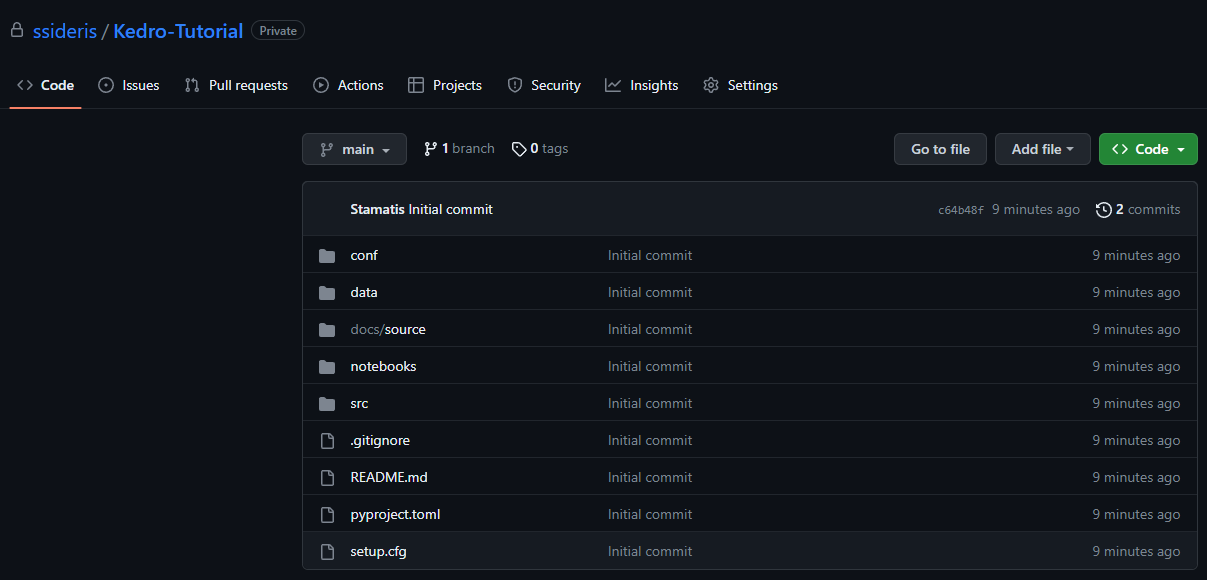 ssideris / Kedro-Tutorial Private
Code Issues Pull requests Actions Projects Security Insights Settings
main 1 branch 0 tags Go to file Add file Code
Stamatis Initial commit c64b48f 9 minutes ago 2 commits
conf Initial commit 9 minutes ago
data Initial commit 9 minutes ago
docs/source Initial commit 9 minutes ago
notebooks Initial commit 9 minutes ago
src Initial commit 9 minutes ago
.gitignore Initial commit 9 minutes ago
README.md Initial commit 9 minutes ago
pyproject.toml Initial commit 9 minutes ago
setup.cfg Initial commit 9 minutes ago